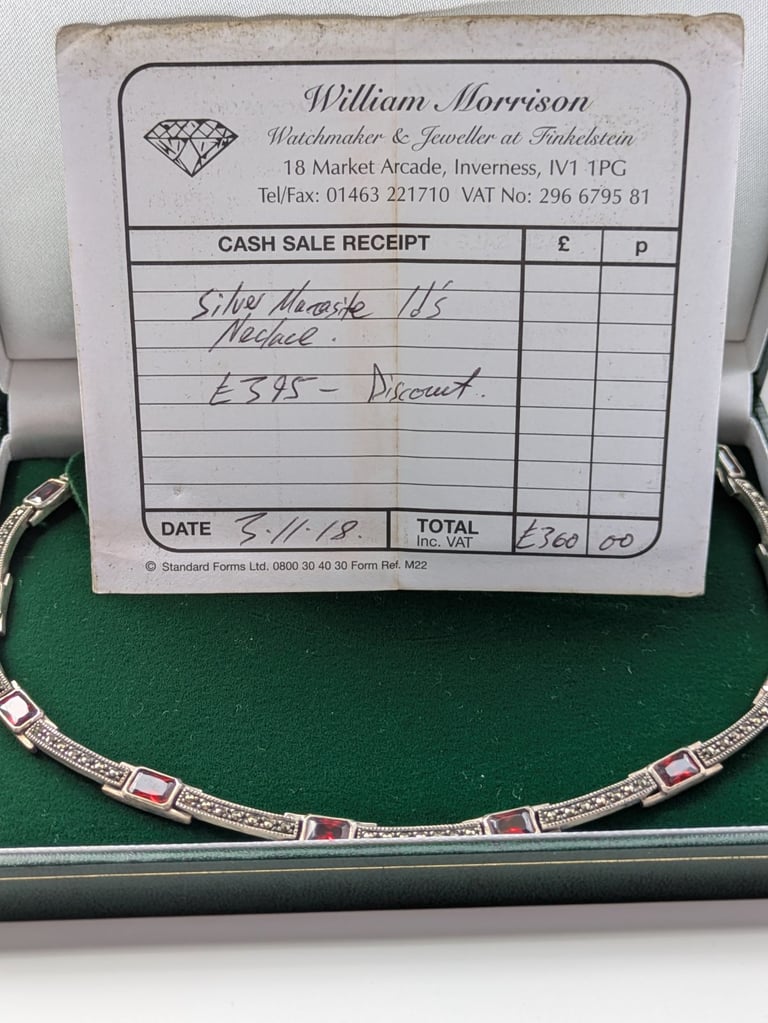 William Morrison
Watchmaker & Jeweller at Finkelstein
18 Market Arcade, Inverness, IV1 1PG
Tel/Fax: 01463 221710 VAT No: 296 6795 81
CASH SALE RECEIPT £ p
Silver Marcasite
Neclace.
£395 - Discount.
DATE 3.11.18. TOTAL Inc. VAT £360 00
© Standard Forms Ltd. 0800 30 40 30 Form Ref. M22